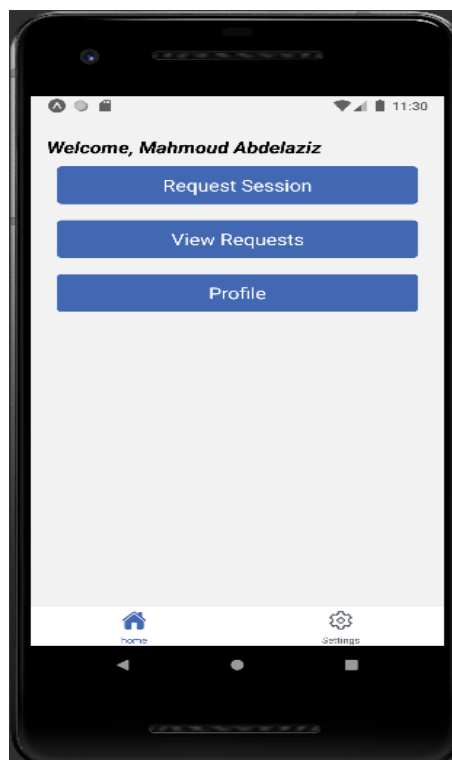 11:30
Welcome, Mahmoud Abdelaziz
Request Session
View Requests
Profile
home
Settings